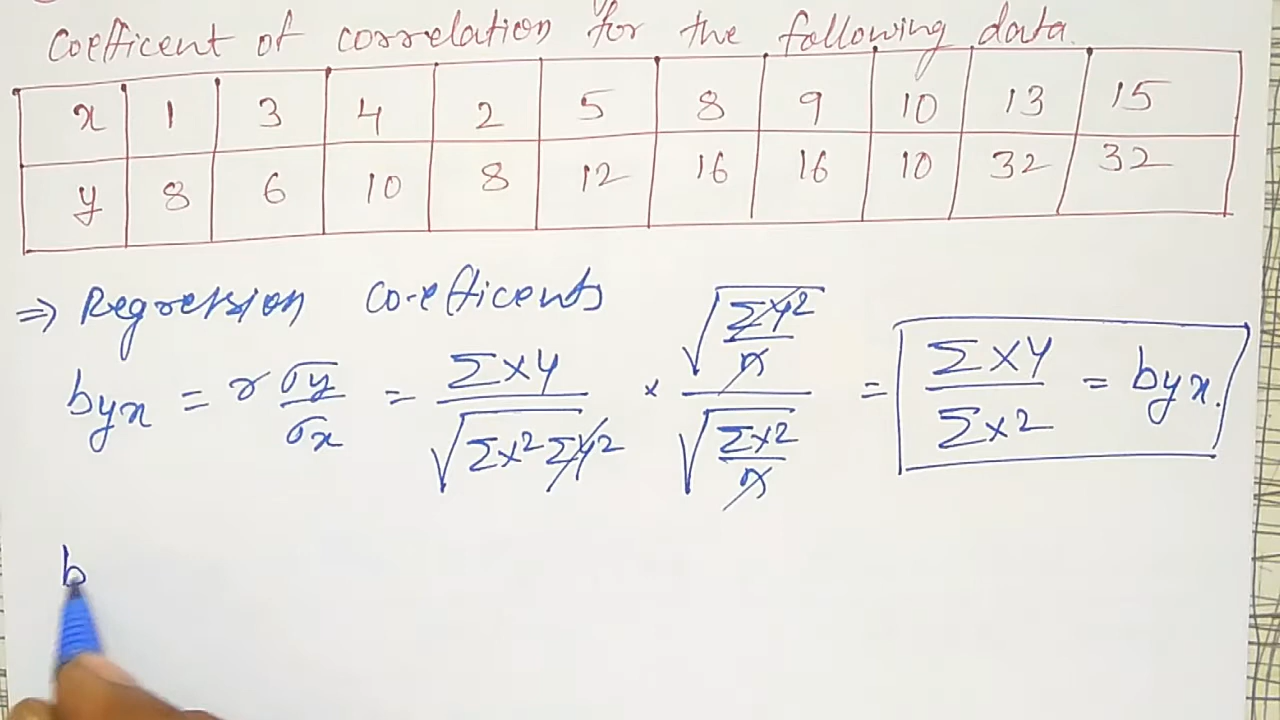 Coefficent of correlation for the following data.
x 1 3 4 2 5 8 9 10 13 15
y 8 6 10 8 12 16 16 10 32 32
⇒ Regression co-efficents
byx = r σy/σx = ΣXY/√(ΣX²ΣY²) × √(ΣY²/n)/√(ΣX²/n) = ΣXY/ΣX2 = byx.
b